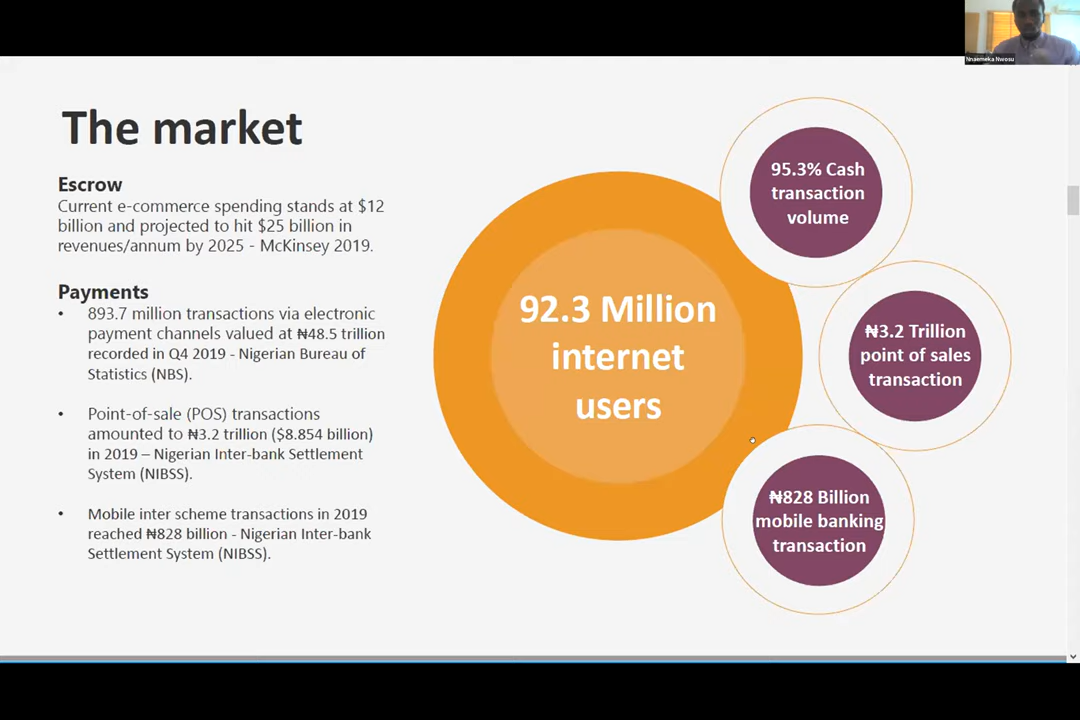 Nnaemeka Nwosu
The market
Escrow
Current e-commerce spending stands at $12
billion and projected to hit $25 billion in
revenues/annum by 2025 - McKinsey 2019.
Payments
• 893.7 million transactions via electronic
payment channels valued at ₦48.5 trillion
recorded in Q4 2019 - Nigerian Bureau of
Statistics (NBS).
• Point-of-sale (POS) transactions
amounted to ₦3.2 trillion ($8.854 billion)
in 2019 – Nigerian Inter-bank Settlement
System (NIBSS).
• Mobile inter scheme transactions in 2019
reached ₦828 billion - Nigerian Inter-bank
Settlement System (NIBSS).
92.3 Million
internet
users
95.3% Cash
transaction
volume
₦3.2 Trillion
point of sales
transaction
₦828 Billion
mobile banking
transaction